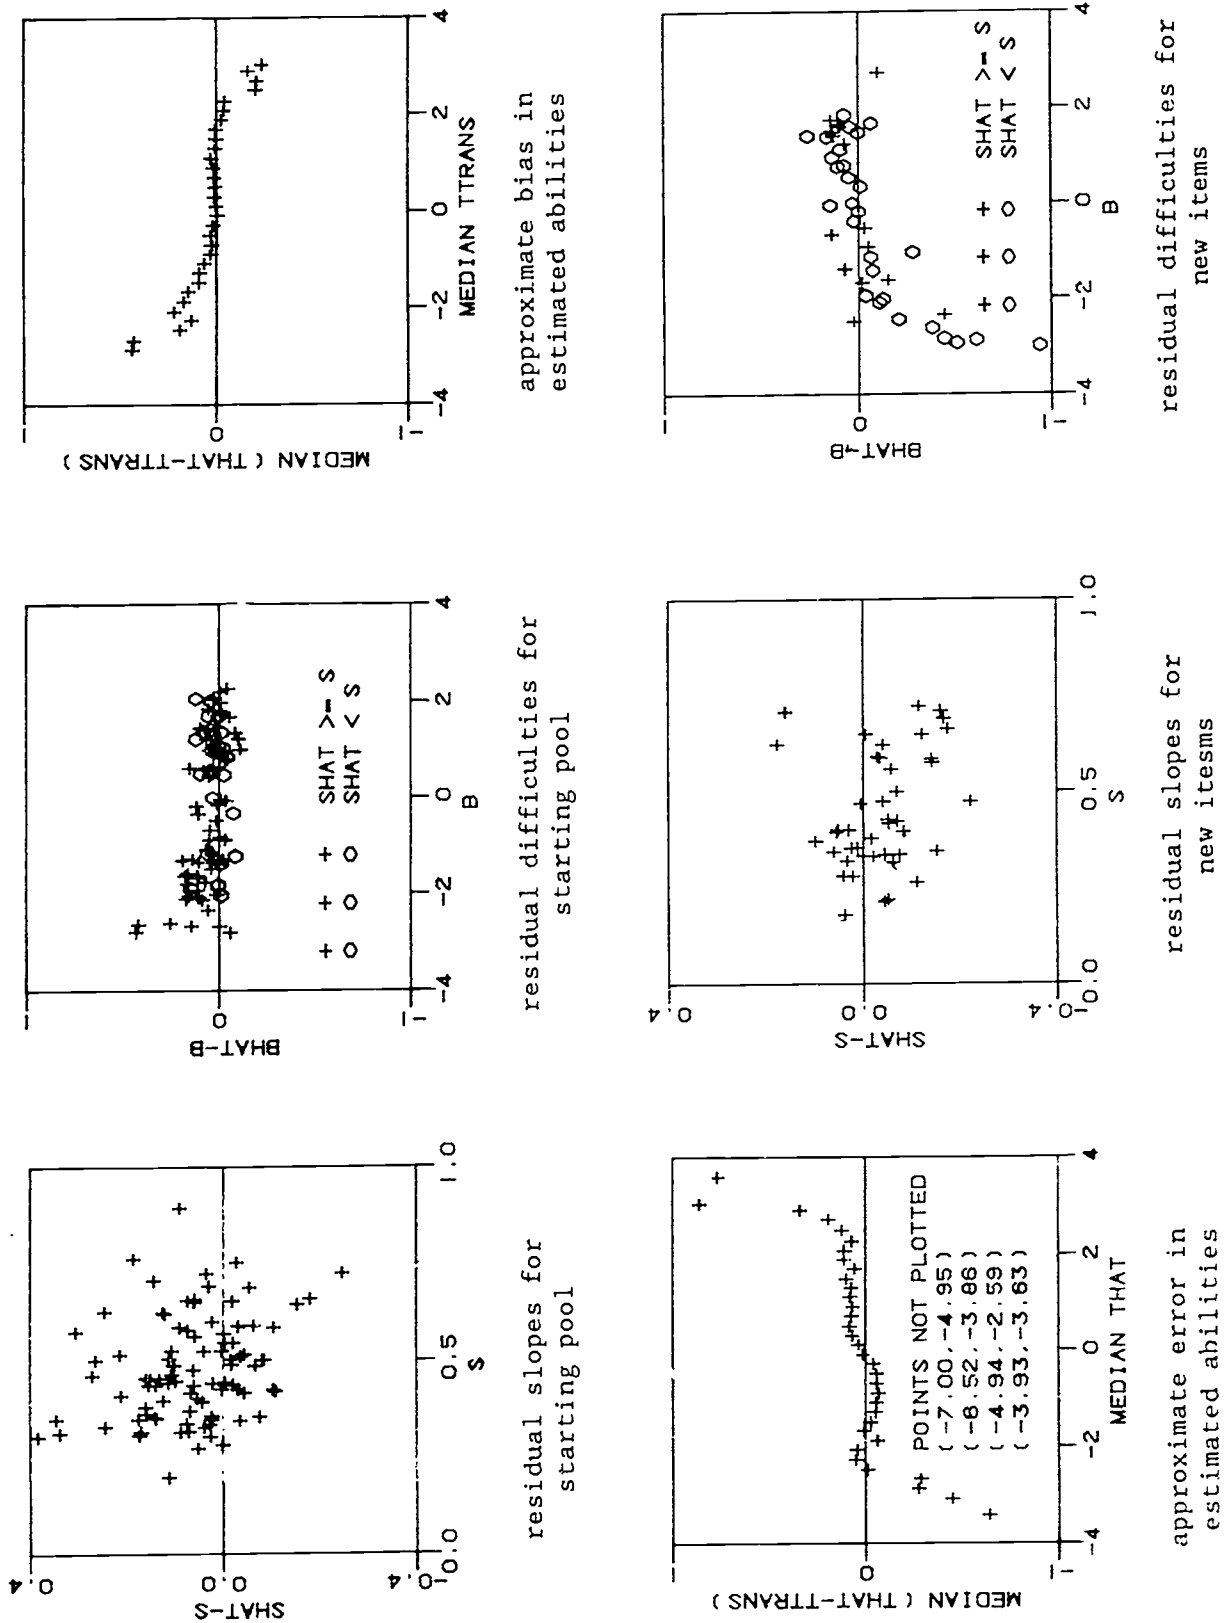 SHAT-S
0.4
0.0
-0.4
0.0
0.5
1.0
S
residual slopes for
starting pool
BHAT-B
1
0
-1
-4
-2
0
2
4
B
+ + + SHAT >= S
O O O SHAT < S
residual difficulties for
starting pool
MEDIAN (THAT-TTRANS)
1
0
-1
-4
-2
0
2
4
MEDIAN TTRANS
approximate bias in
estimated abilities
MEDIAN (THAT-TTRANS)
1
0
-1
-4
-2
0
2
4
MEDIAN THAT
POINTS NOT PLOTTED
(-7.00,-4.95)
(-8.52,-3.86)
(-4.94,-2.59)
(-3.93,-3.63)
approximate error in
estimated abilities
SHAT-S
0.4
0.0
-0.4
0.0
0.5
1.0
S
residual slopes for
new itesms
BHAT-B
1
0
-1
-4
-2
0
2
4
B
+ + + SHAT >= S
O O O SHAT < S
residual difficulties for
new items